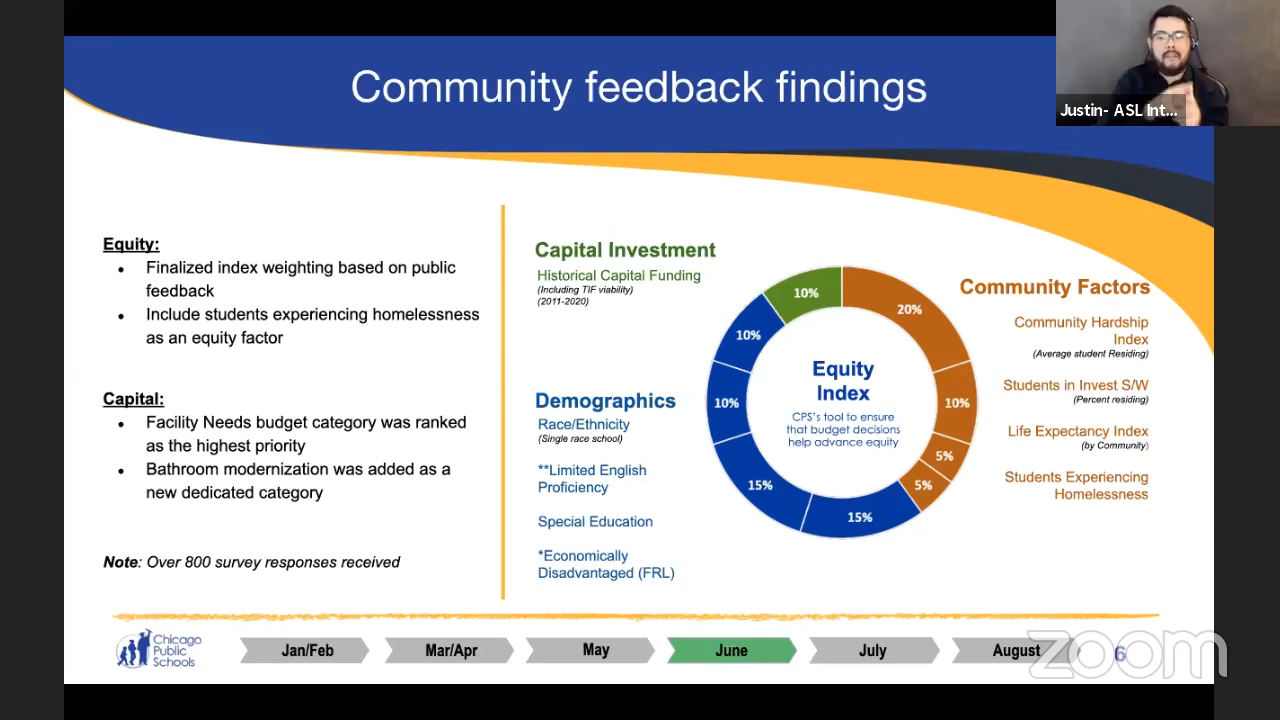 Community feedback findings
Justin- ASL Int...
Equity:
Finalized index weighting based on public
feedback
Include students experiencing homelessness
as an equity factor
Capital:
Facility Needs budget category was ranked
as the highest priority
Bathroom modernization was added as a
new dedicated category
Note: Over 800 survey responses received
Capital Investment
Historical Capital Funding
(Including TIF viability)
(2011-2020)
Demographics
Race/Ethnicity
(Single race school)
**Limited English
Proficiency
Special Education
*Economically
Disadvantaged (FRL)
10%
20%
10%
10%
10%
5%
5%
15%
15%
Equity
Index
CPS's tool to ensure
that budget decisions
help advance equity
Community Factors
Community Hardship
Index
(Average student Residing)
Students in Invest S/W
(Percent residing)
Life Expectancy Index
(by Community)
Students Experiencing
Homelessness
Chicago
Public
Schools
Jan/Feb
Mar/Apr
May
June
July
August
6
zoom